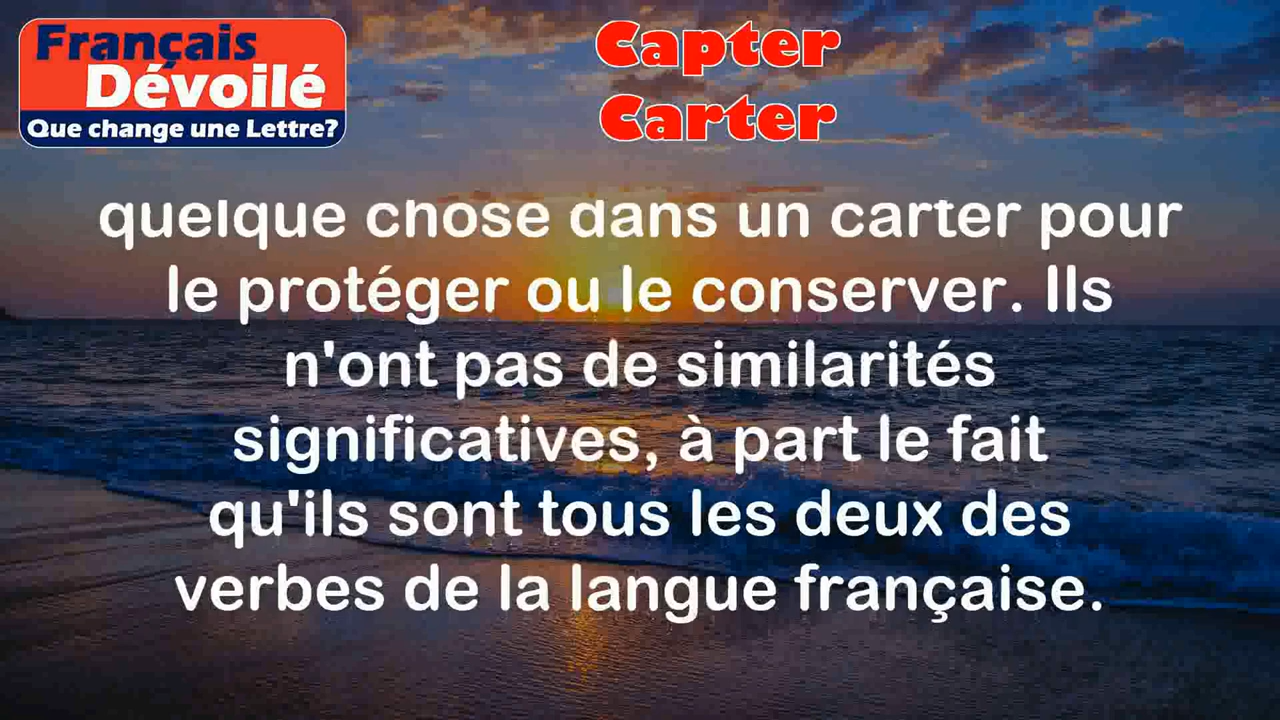 Français
Dévoilé
Que change une Lettre?
Capter
Carter
quelque chose dans un carter pour
le protéger ou le conserver. Ils
n'ont pas de similarités
significatives, à part le fait
qu'ils sont tous les deux des
verbes de la langue française.